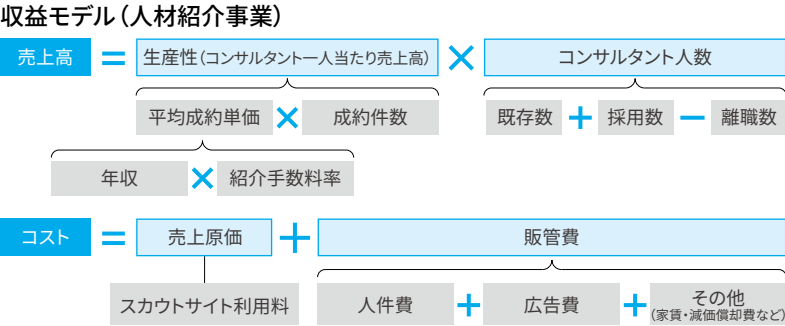 収益モデル（人材紹介事業）
売上高 = 生産性（コンサルタント一人当たり売上高） × コンサルタント人数
平均成約単価 × 成約件数 既存数 + 採用数 − 離職数
年収 × 紹介手数料率
コスト = 売上原価 + 販管費
スカウトサイト利用料 人件費 + 広告費 + その他
（家賃・減価償却費など）